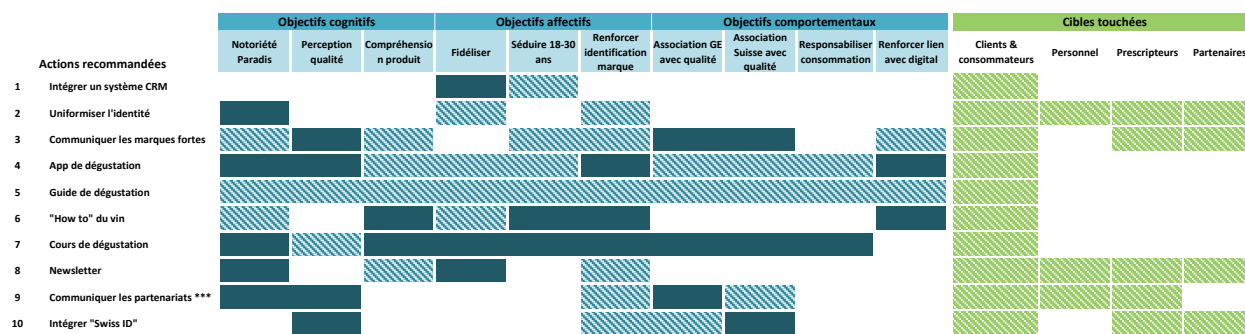 Objectifs cognitifs Objectifs affectifs Objectifs comportementaux Cibles touchées
Notoriété Paradis Perception qualité Compréhensio n produit Fidéliser Séduire 18-30 ans Renforcer identification marque Association GE avec qualité Association Suisse avec qualité Responsabiliser consommation Renforcer lien avec digital Clients & consommateurs Personnel Prescripteurs Partenaires
Actions recommandées
1 Intégrer un système CRM
2 Uniformiser l'identité
3 Communiquer les marques fortes
4 App de dégustation
5 Guide de dégustation
6 "How to" du vin
7 Cours de dégustation
8 Newsletter
9 Communiquer les partenariats ***
10 Intégrer "Swiss ID"